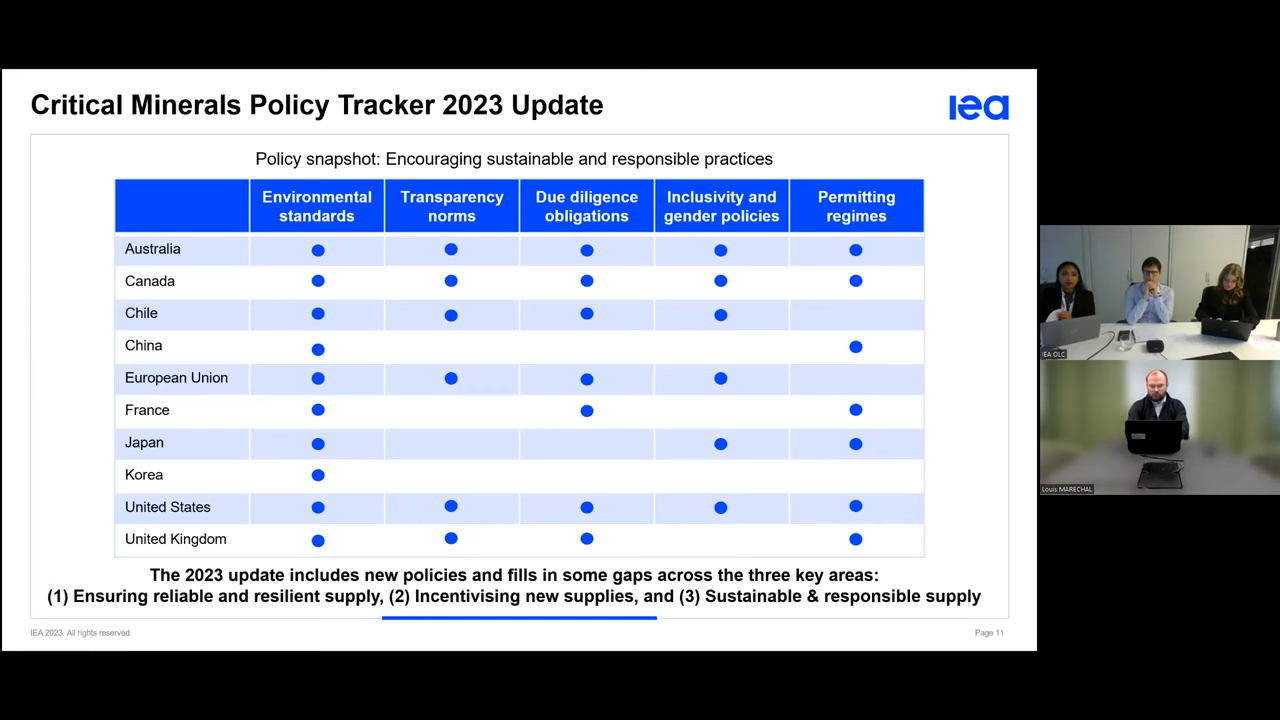 Critical Minerals Policy Tracker 2023 Update
iea
Policy snapshot: Encouraging sustainable and responsible practices
Environmental standards
Transparency norms
Due diligence obligations
Inclusivity and gender policies
Permitting regimes
Australia
Canada
Chile
China
European Union
France
Japan
Korea
United States
United Kingdom
The 2023 update includes new policies and fills in some gaps across the three key areas:
(1) Ensuring reliable and resilient supply, (2) Incentivising new supplies, and (3) Sustainable & responsible supply
IEA 2023. All rights reserved.
Page 11
IEA OLC
Louis MARECHAL